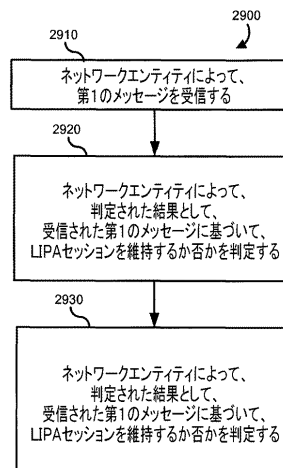 2900
2910
ネットワークエンティティによって、
第1のメッセージを受信する
2920
ネットワークエンティティによって、
判定された結果として、
受信された第1のメッセージに基づいて、
LIPAセッションを維持するか否かを判定する
2930
ネットワークエンティティによって、
判定された結果として、
受信された第1のメッセージに基づいて、
LIPAセッションを維持するか否かを判定する